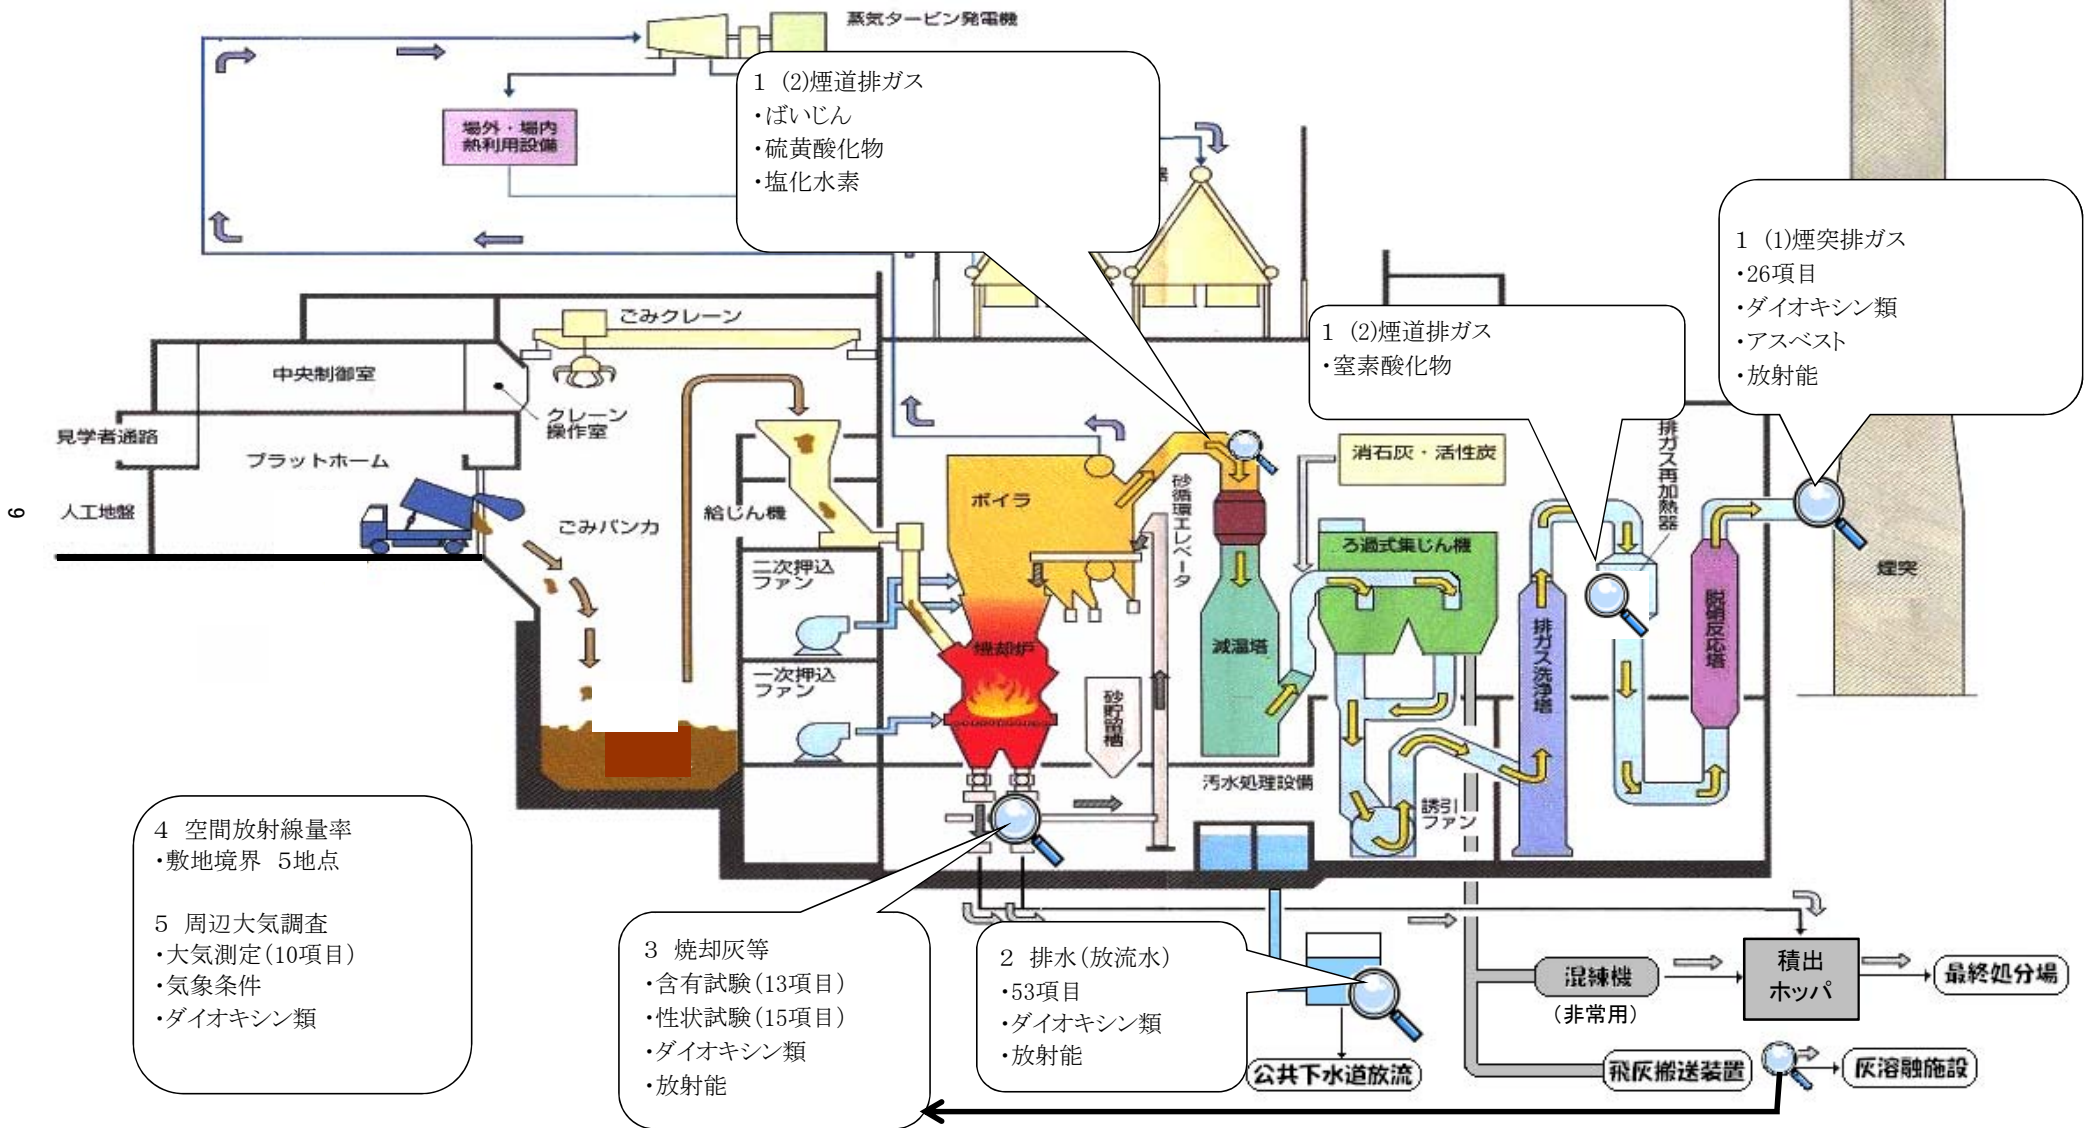 蒸気タービン発電機
場外・場内
熱利用設備
1 (2)煙道排ガス
・ばいじん
・硫黄酸化物
・塩化水素
器
1 (1)煙突排ガス
・26項目
・ダイオキシン類
・アスベスト
・放射能
1 (2)煙道排ガス
・窒素酸化物
ごみクレーン
中央制御室
クレーン
操作室
見学者通路
プラットホーム
人工地盤
ごみバンカ
給じん機
二次押込
ファン
一次押込
ファン
ボイラ
焼却炉
砂循環エレベータ
砂貯留槽
減温塔
消石灰・活性炭
ろ過式集じん機
排ガス洗浄塔
排ガス再加熱器
脱硝反応塔
煙突
汚水処理設備
誘引
ファン
9
4 空間放射線量率
・敷地境界 5地点
5 周辺大気調査
・大気測定(10項目)
・気象条件
・ダイオキシン類
3 焼却灰等
・含有試験(13項目)
・性状試験(15項目)
・ダイオキシン類
・放射能
2 排水(放流水)
・53項目
・ダイオキシン類
・放射能
公共下水道放流
混練機
(非常用)
積出
ホッパ
最終処分場
飛灰搬送装置
灰溶融施設